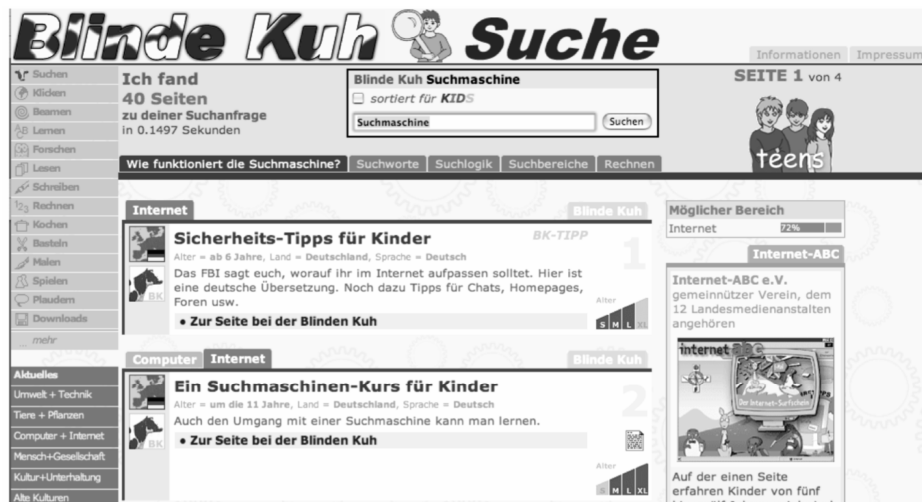 Blinde Kuh Suche
Informationen Impressum
Suchen
Klicken
Beamen
Lernen
Forschen
Lesen
Schreiben
Rechnen
Kochen
Basteln
Malen
Spielen
Plaudern
Downloads
... mehr
Aktuelles
Umwelt + Technik
Tiere + Pflanzen
Computer + Internet
Mensch+Gesellschaft
Kultur+Unterhaltung
Alte Kulturen
Ich fand
40 Seiten
zu deiner Suchanfrage
in 0.1497 Sekunden
Blinde Kuh Suchmaschine
sortiert für KIDS
Suchmaschine Suchen
SEITE 1 von 4
teens
Wie funktioniert die Suchmaschine? Suchworte Suchlogik Suchbereiche Rechnen
Internet Blinde Kuh
Sicherheits-Tipps für Kinder BK-TIPP 1
Alter = ab 6 Jahre, Land = Deutschland, Sprache = Deutsch
Das FBI sagt euch, worauf ihr im Internet aufpassen solltet. Hier ist
eine deutsche Übersetzung. Noch dazu Tipps für Chats, Homepages,
Foren usw.
BK
• Zur Seite bei der Blinden Kuh
Alter
S M L XL
Computer Internet Blinde Kuh
Ein Suchmaschinen-Kurs für Kinder 2
Alter = um die 11 Jahre, Land = Deutschland, Sprache = Deutsch
Auch den Umgang mit einer Suchmaschine kann man lernen.
BK
• Zur Seite bei der Blinden Kuh
Alter
S M L XL
Möglicher Bereich
Internet 72%
Internet-ABC
Internet-ABC e.V.
gemeinnütziger Verein, dem
12 Landesmedienanstalten
angehören
internet abc
Der Internet-Surfschein
Auf der einen Seite
erfahren Kinder von fünf